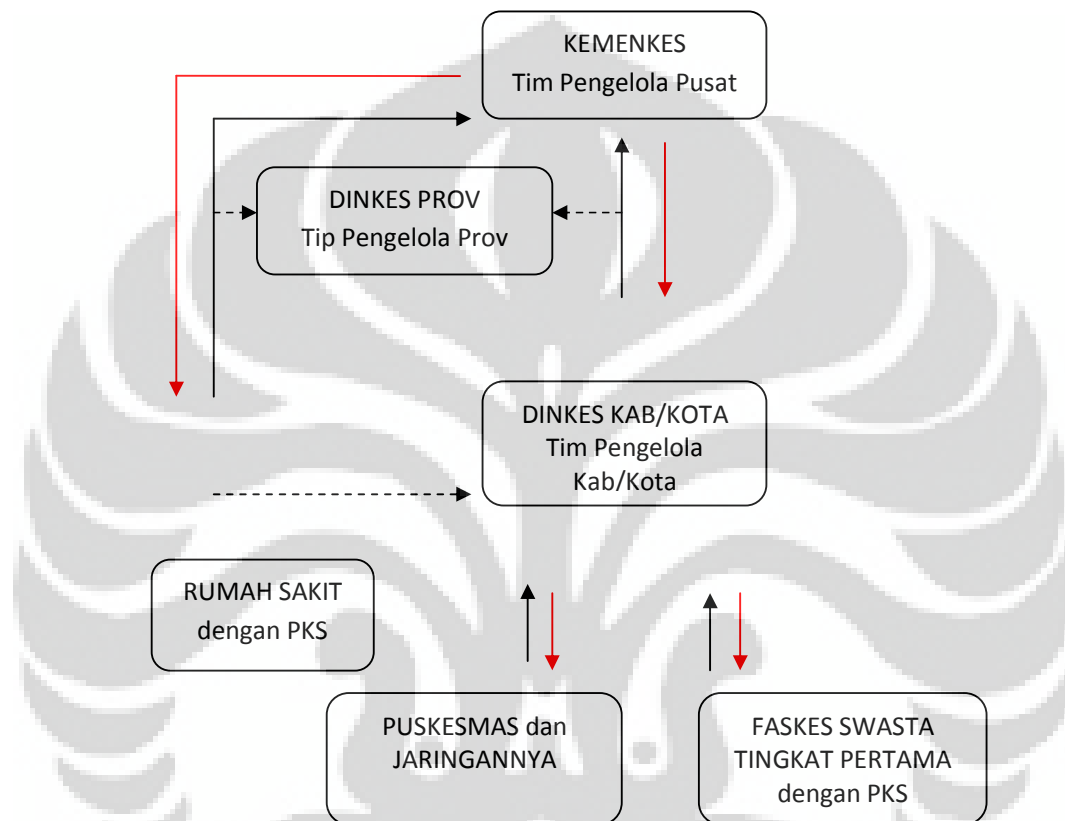 KEMENKES
Tim Pengelola Pusat
DINKES PROV
Tip Pengelola Prov
DINKES KAB/KOTA
Tim Pengelola
Kab/Kota
RUMAH SAKIT
dengan PKS
PUSKESMAS dan
JARINGANNYA
FASKES SWASTA
TINGKAT PERTAMA
dengan PKS